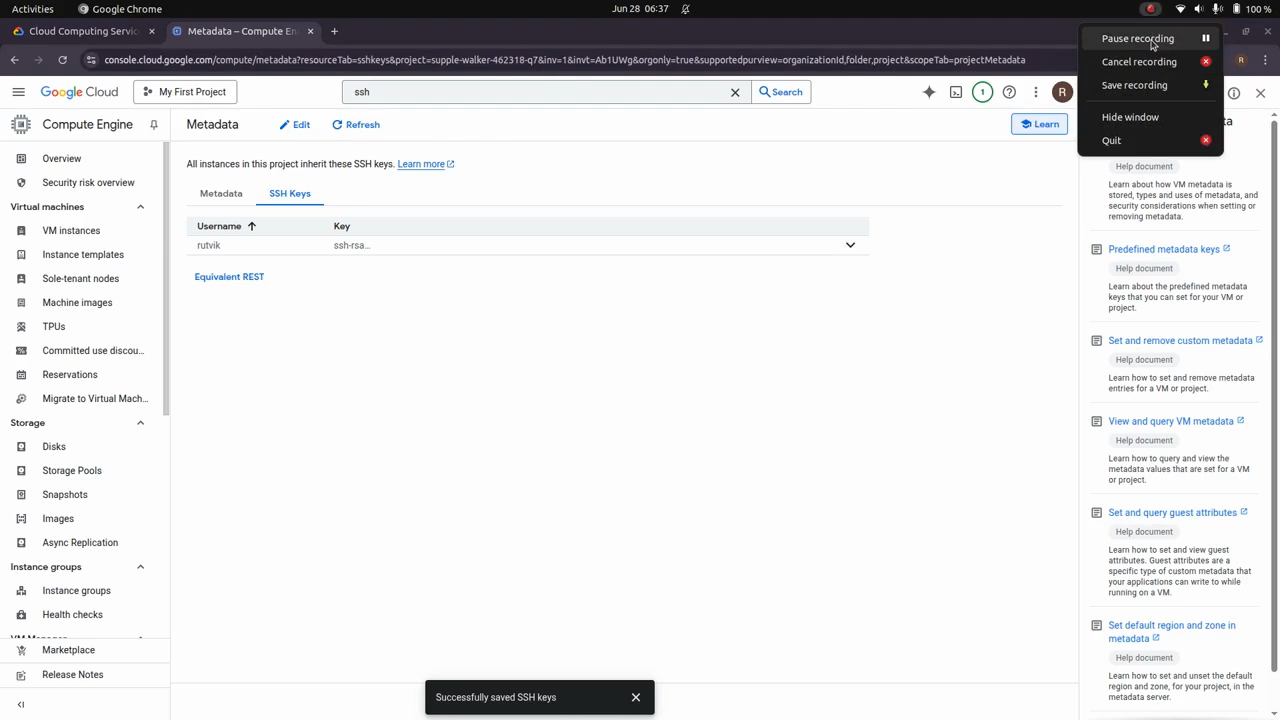 Activities
Google Chrome
Jun 28 06:37
100 %
Cloud Computing Servic
Metadata – Compute En
console.cloud.google.com/compute/metadata?resourceTab=sshkeys&project=supple-walker-462318-q7&inv=1&invt=Ab1UWg&orgonly=true&supportedpurview=organizationId,folder,project&scopeTab=projectMetadata
R
Pause recording
Cancel recording
Save recording
Hide window
Quit
Google Cloud
My First Project
ssh
Search
1
R
Compute Engine
Metadata
Edit
Refresh
Learn
All instances in this project inherit these SSH keys. Learn more
Metadata
SSH Keys
Username
Key
rutvik
ssh-rsa...
Equivalent REST
Overview
Security risk overview
Virtual machines
VM instances
Instance templates
Sole-tenant nodes
Machine images
TPUs
Committed use discou...
Reservations
Migrate to Virtual Mach...
Storage
Disks
Storage Pools
Snapshots
Images
Async Replication
Instance groups
Instance groups
Health checks
VM Manager
Marketplace
Release Notes
Help document
Learn about how VM metadata is
stored, types and uses of metadata, and
security considerations when setting or
removing metadata.
Predefined metadata keys
Help document
Learn about the predefined metadata
keys that you can set for your VM or
project.
Set and remove custom metadata
Help document
Learn how to set and remove metadata
entries for a VM or project.
View and query VM metadata
Help document
Learn how to query and view the
metadata values that are set for a VM
or project.
Set and query guest attributes
Help document
Learn how to set and view guest
attributes. Guest attributes are a
specific type of custom metadata that
your applications can write to while
running on a VM.
Set default region and zone in
metadata
Help document
Learn how to set and unset the default
region and zone, for your project, in the
metadata server.
Successfully saved SSH keys